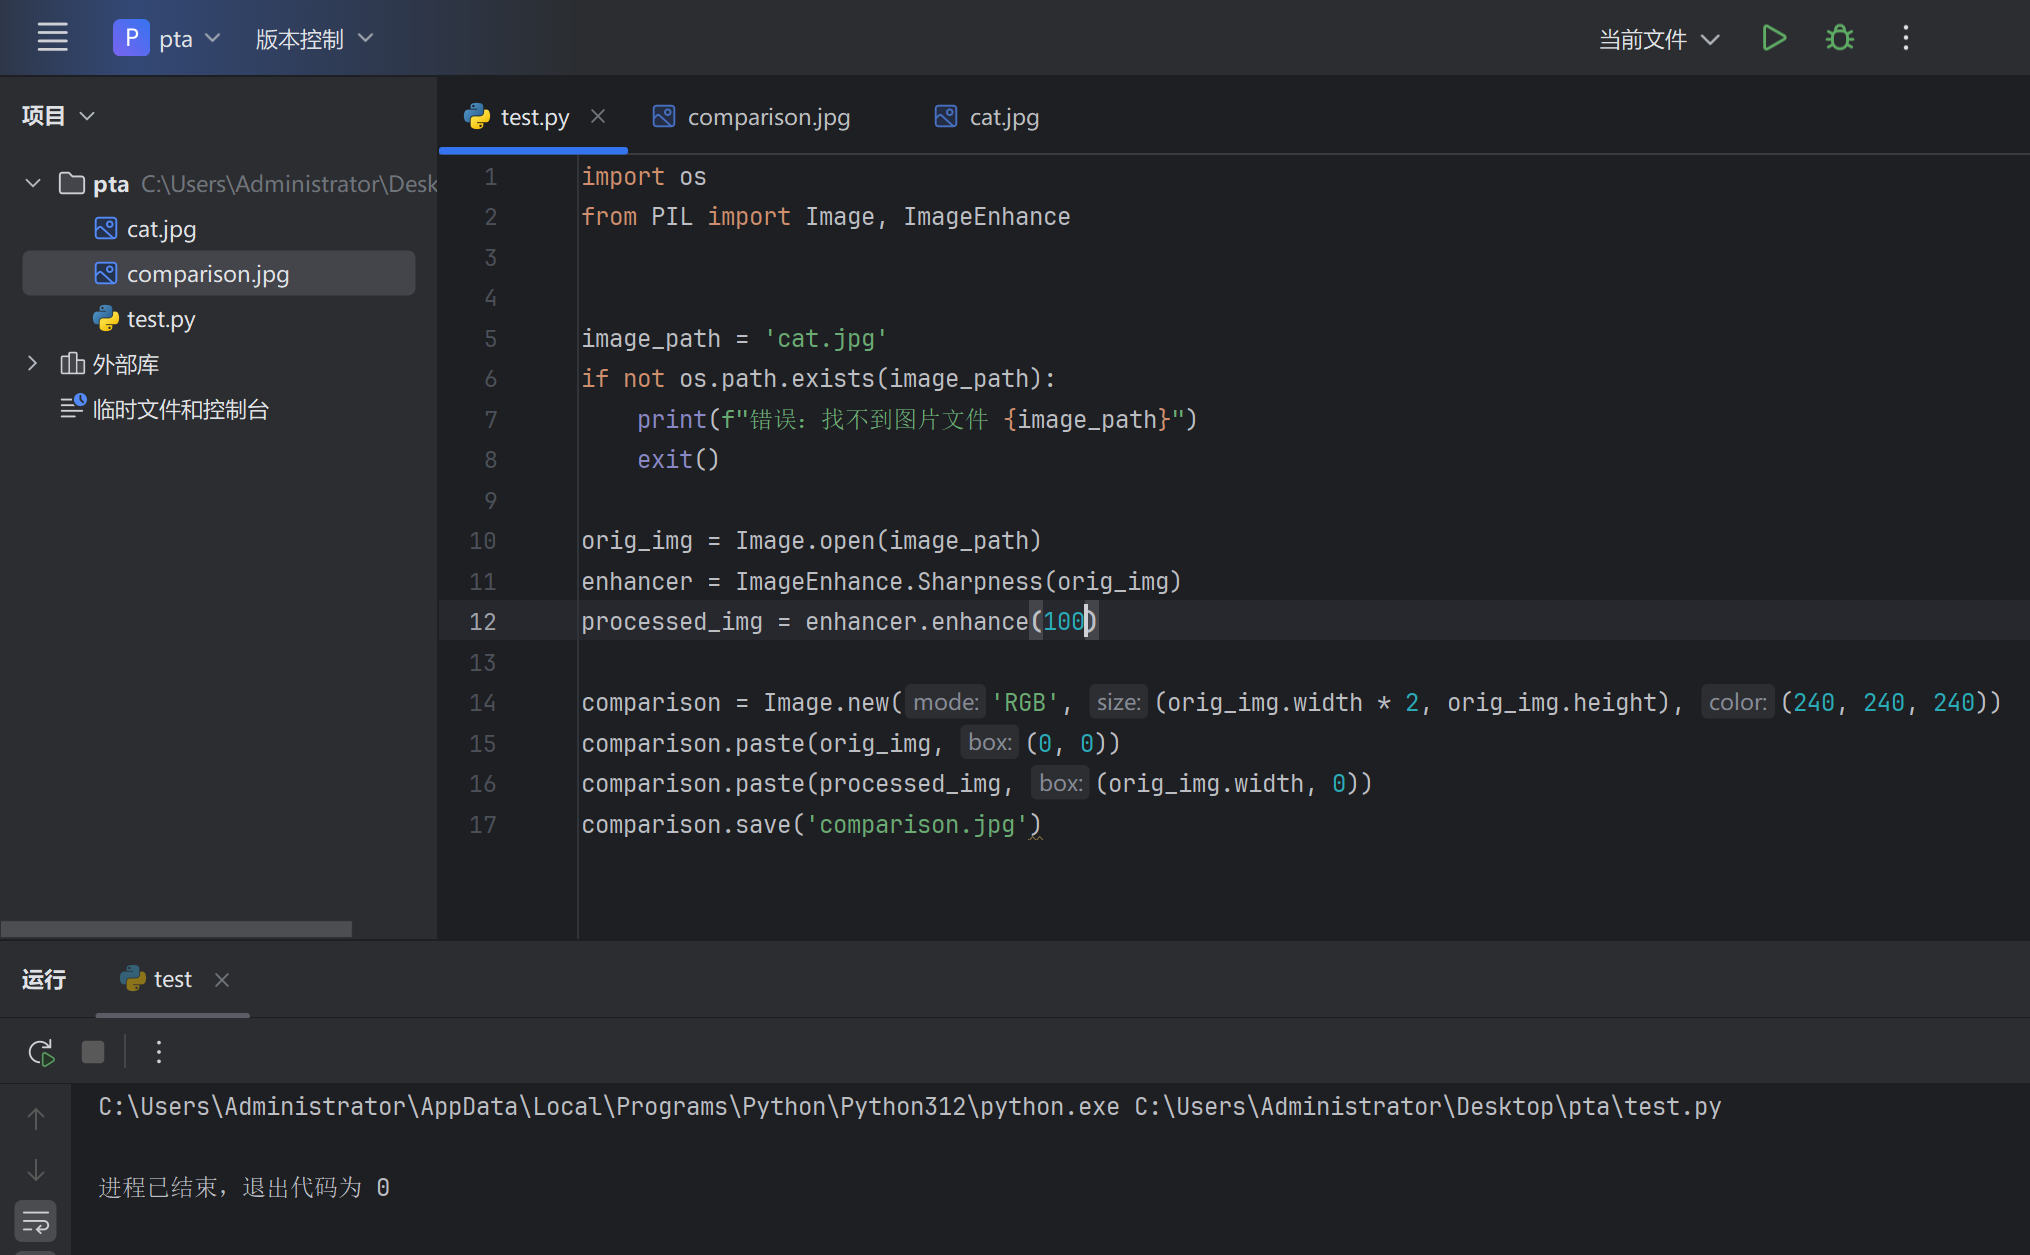 P pta 版本控制 当前文件
项目
test.py comparison.jpg cat.jpg
pta C:\Users\Administrator\Desk
cat.jpg
comparison.jpg
test.py
外部库
临时文件和控制台
1 import os
2 from PIL import Image, ImageEnhance
3
4
5 image_path = 'cat.jpg'
6 if not os.path.exists(image_path):
7 print(f"错误：找不到图片文件 {image_path}")
8 exit()
9
10 orig_img = Image.open(image_path)
11 enhancer = ImageEnhance.Sharpness(orig_img)
12 processed_img = enhancer.enhance(100)
13
14 comparison = Image.new( mode: 'RGB', size: (orig_img.width * 2, orig_img.height), color: (240, 240, 240))
15 comparison.paste(orig_img, box: (0, 0))
16 comparison.paste(processed_img, box: (orig_img.width, 0))
17 comparison.save('comparison.jpg')
运行 test
C:\Users\Administrator\AppData\Local\Programs\Python\Python312\python.exe C:\Users\Administrator\Desktop\pta\test.py
进程已结束，退出代码为 0